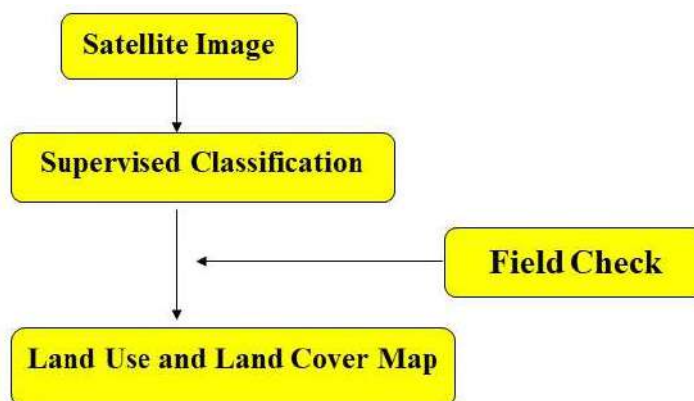 Satellite Image
Supervised Classification
Field Check
Land Use and Land Cover Map